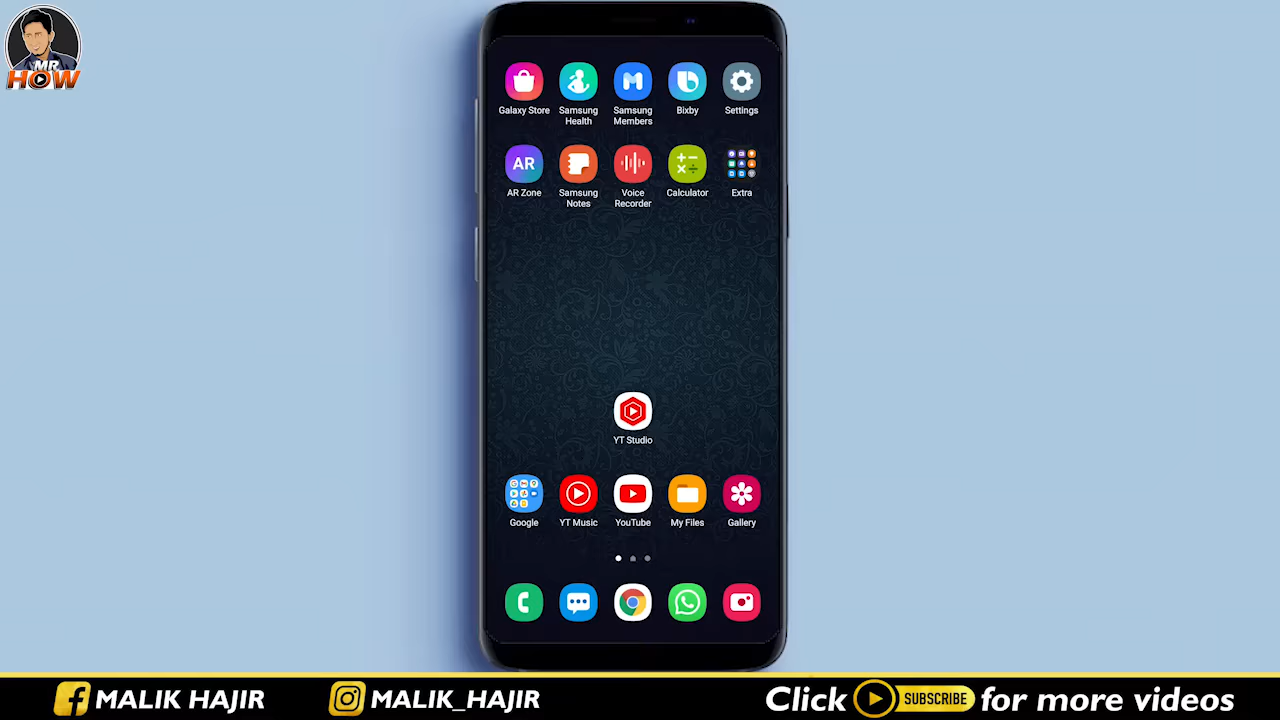 MR
HOW
Galaxy Store
Samsung
Health
Samsung
Members
Bixby
Settings
AR
AR Zone
Samsung
Notes
Voice
Recorder
Calculator
Extra
YT Studio
Google
YT Music
YouTube
My Files
Gallery
MALIK HAJIR
MALIK_HAJIR
Click SUBSCRIBE for more videos